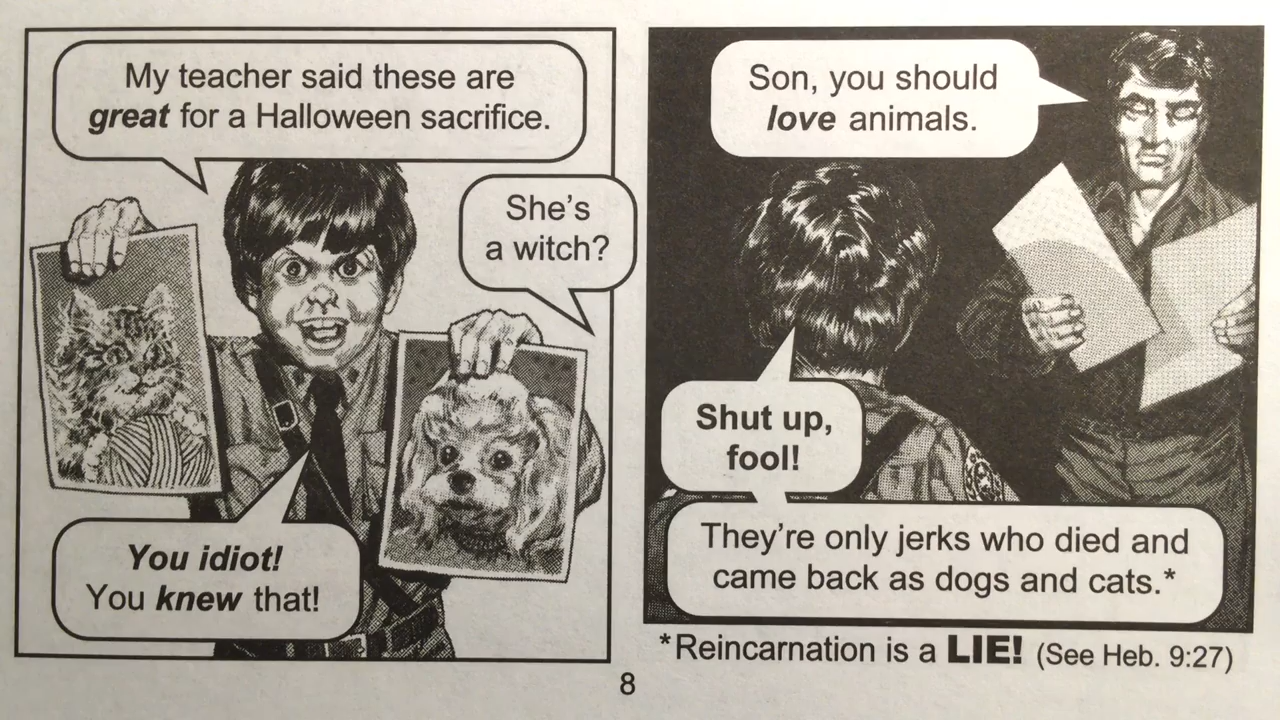 My teacher said these are
great for a Halloween sacrifice.
She's
a witch?
You idiot!
You knew that!
Son, you should
love animals.
Shut up,
fool!
They're only jerks who died and
came back as dogs and cats.*
*Reincarnation is a LIE! (See Heb. 9:27)
8